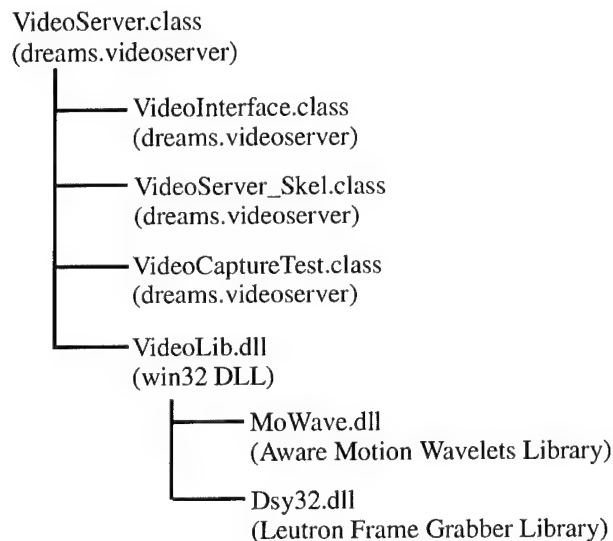 VideoServer.class
(dreams.videoserver)
VideoInterface.class
(dreams.videoserver)
VideoServer_Skel.class
(dreams.videoserver)
VideoCaptureTest.class
(dreams.videoserver)
VideoLib.dll
(win32 DLL)
MoWave.dll
(Aware Motion Wavelets Library)
Dsy32.dll
(Leutron Frame Grabber Library)